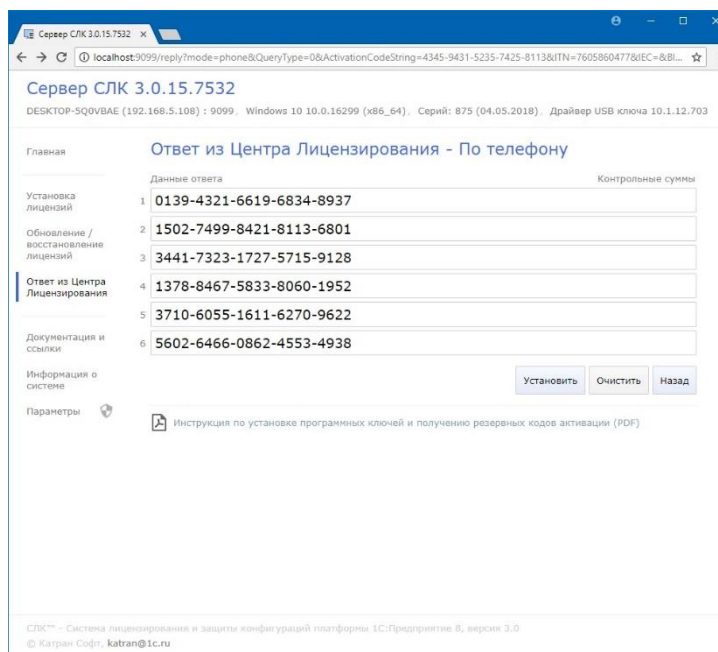 Сервер СЛК 3.0.15.7532
localhost:9099/reply?mode=phone&QueryType=0&ActivationCodeString=4345-9431-5235-7425-8113&ITN=7605860477&IEC=&Bl...
Сервер СЛК 3.0.15.7532
DESKTOP-5Q0VBAE (192.168.5.108) : 9099, Windows 10 10.0.16299 (x86_64), Серий: 875 (04.05.2018), Драйвер USB ключа 10.1.12.703
Главная
Установка
лицензий
Обновление /
восстановление
лицензий
Ответ из Центра
Лицензирования
Документация и
ссылки
Информация о
системе
Параметры
Ответ из Центра Лицензирования - По телефону
Данные ответа Контрольные суммы
1 0139-4321-6619-6834-8937
2 1502-7499-8421-8113-6801
3 3441-7323-1727-5715-9128
4 1378-8467-5833-8060-1952
5 3710-6055-1611-6270-9622
6 5602-6466-0862-4553-4938
Установить Очистить Назад
Инструкция по установке программных ключей и получению резервных кодов активации (PDF)
СЛК™ - Система лицензирования и защиты конфигураций платформы 1С:Предприятие 8, версия 3.0
© Катран Софт, katran@1c.ru